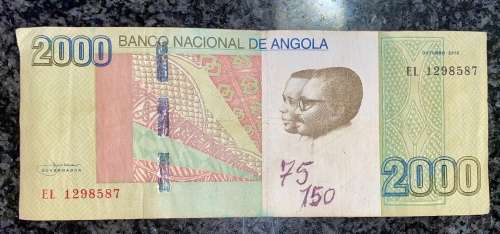 2000 BANCO NACIONAL DE ANGOLA
OUTUBRO 2012
EL 1298587
GOVERNADOR
EL 1298587
75
150
2000